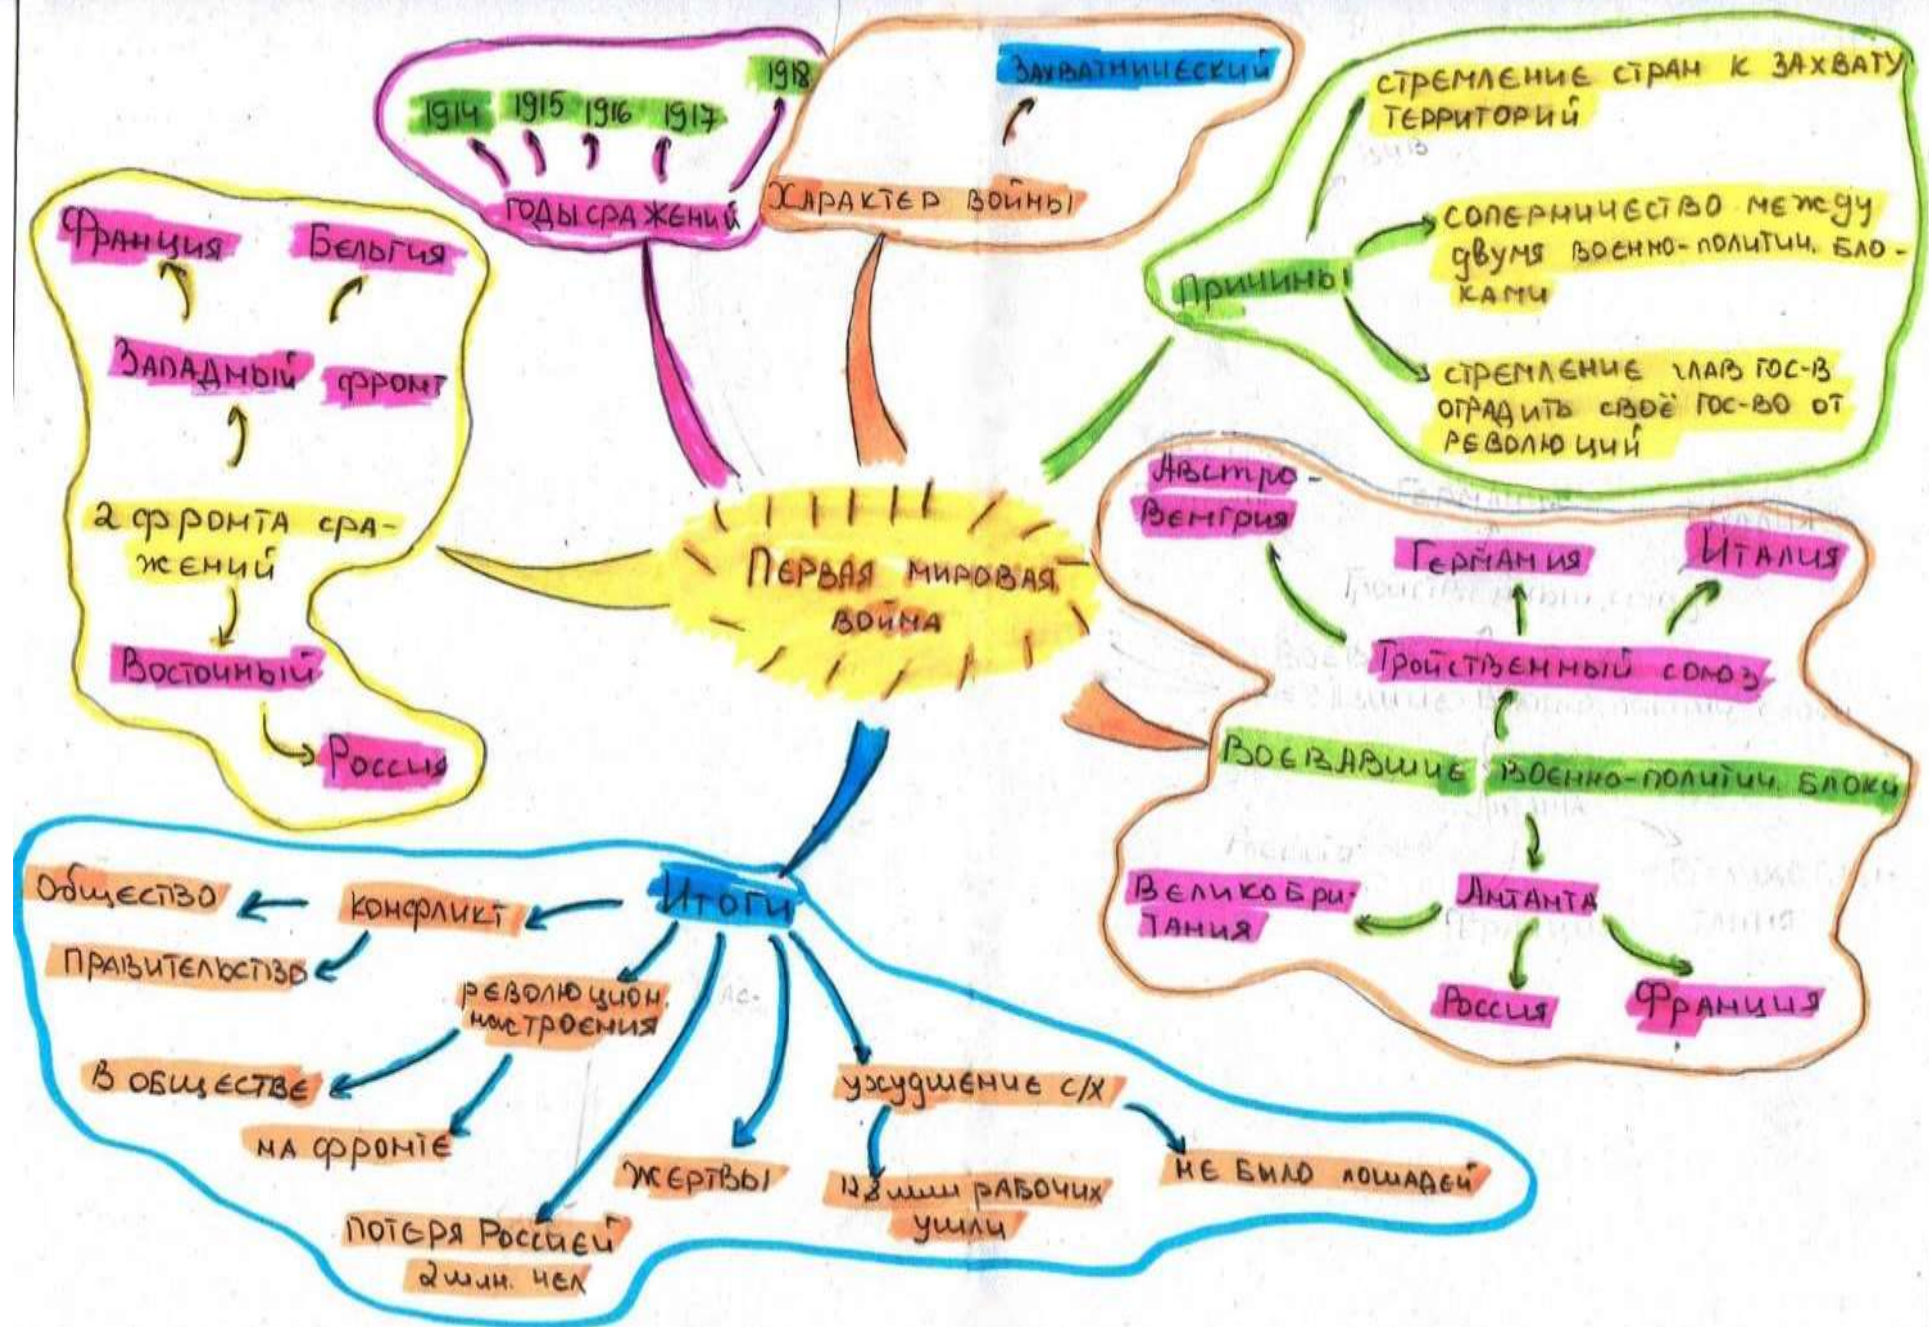 1914 1915 1916 1917 1918
ГОДЫ СРАЖЕНИЙ
ЗАХВАТНИЧЕСКИЙ
ХАРАКТЕР ВОЙНЫ
ПРИЧИНЫ
СТРЕМЛЕНИЕ СТРАН К ЗАХВАТУ
ТЕРРИТОРИЙ
СОПЕРНИЧЕСТВО МЕЖДУ
ДВУМЯ ВОЕННО-ПОЛИТИЧ. БЛО-
КАМИ
СТРЕМЛЕНИЕ ГЛАВ ГОС-В
ОГРАДИТЬ СВОЁ ГОС-ВО ОТ
РЕВОЛЮЦИЙ
ФРАНЦИЯ
БЕЛЬГИЯ
ЗАПАДНЫЙ ФРОНТ
2 ФРОНТА СРА-
ЖЕНИЙ
ВОСТОЧНЫЙ
РОССИЯ
ПЕРВАЯ МИРОВАЯ
ВОЙНА
АВСТРО-
ВЕНГРИЯ
ГЕРМАНИЯ
ИТАЛИЯ
ТРОЙСТВЕННЫЙ СОЮЗ
ВОЕВАВШИЕ ВОЕННО-ПОЛИТИЧ. БЛОКИ
ВЕЛИКОБРИ-
ТАНИЯ
АНТАНТА
РОССИЯ
ФРАНЦИЯ
ИТОГИ
КОНФЛИКТ
ОБЩЕСТВО
ПРАВИТЕЛЬСТВО
РЕВОЛЮЦИОН.
НАСТРОЕНИЯ
В ОБЩЕСТВЕ
НА ФРОНТЕ
ПОТЕРЯ РОССИЕЙ
2 МЛН. ЧЕЛ
ЖЕРТВЫ
УХУДШЕНИЕ С/Х
РАБОЧИХ
УШЛИ
НЕ БЫЛО ЛОШАДЕЙ